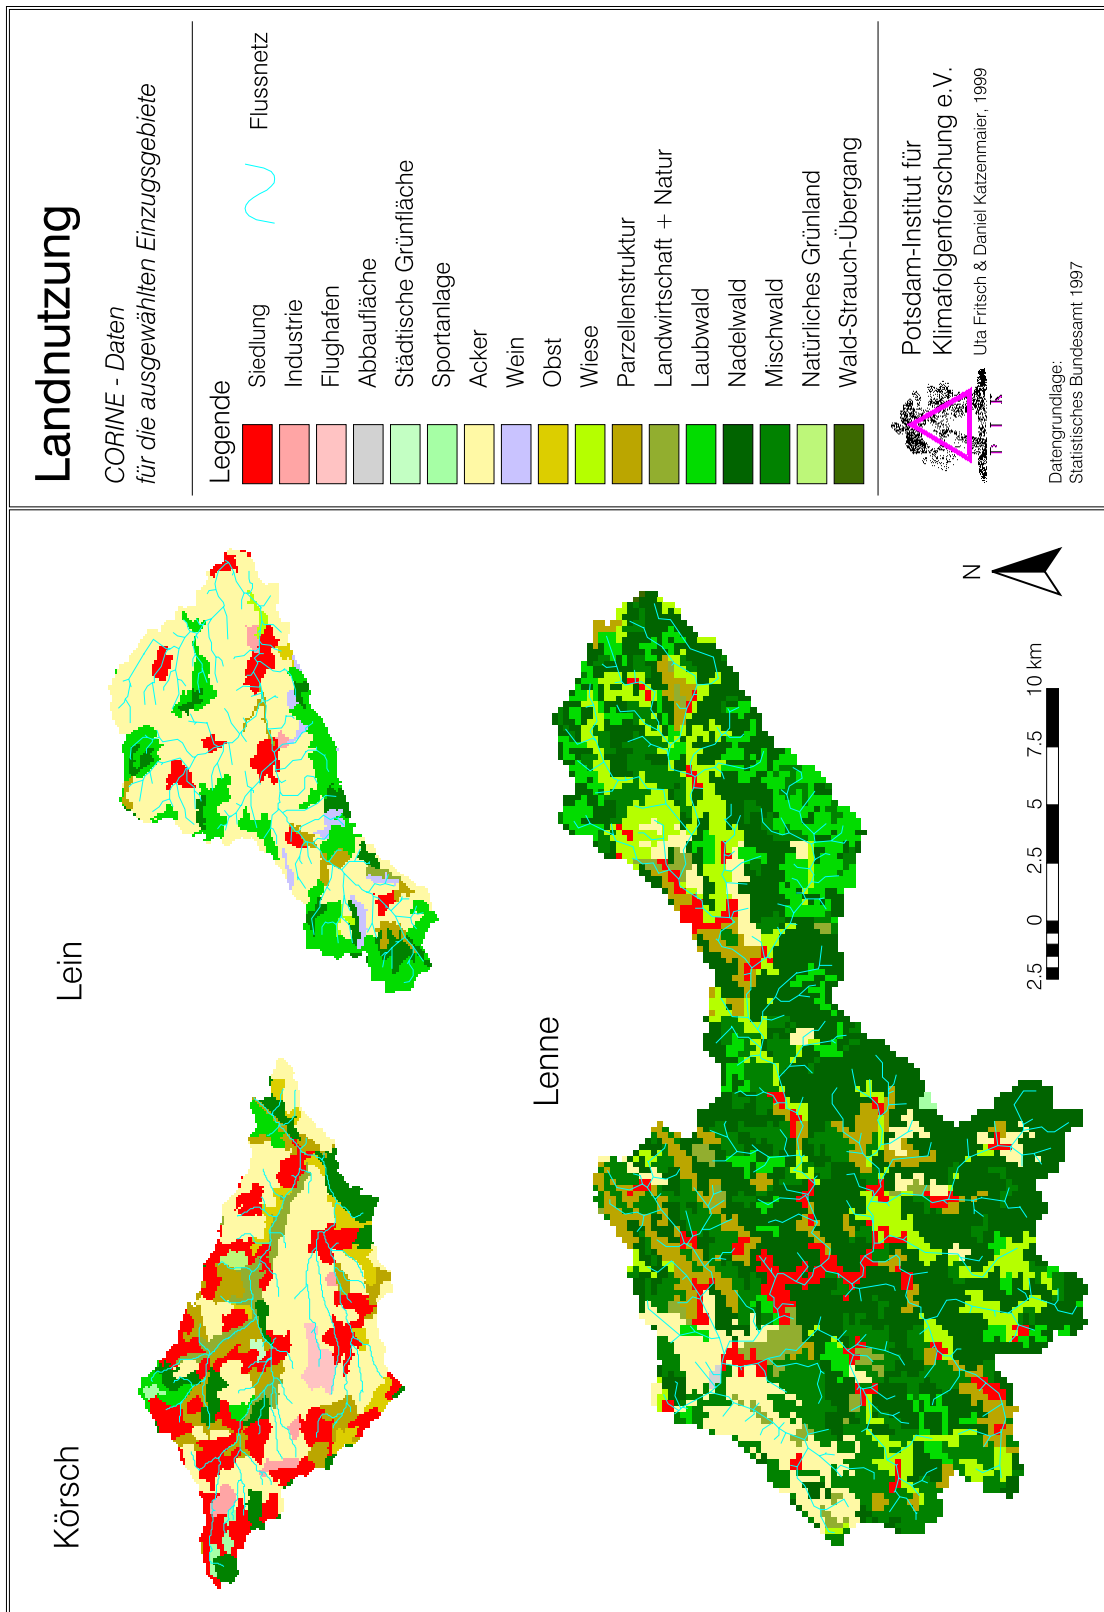 Landnutzung
CORINE - Daten
für die ausgewählten Einzugsgebiete
Legende
Siedlung
Flussnetz
Industrie
Flughafen
Abbaufläche
Städtische Grünfläche
Sportanlage
Acker
Wein
Obst
Wiese
Parzellenstruktur
Landwirtschaft + Natur
Laubwald
Nadelwald
Mischwald
Natürliches Grünland
Wald-Strauch-Übergang
P I K
Potsdam-Institut für
Klimafolgenforschung e.V.
Uta Fritsch & Daniel Katzenmaier, 1999
Datengrundlage:
Statistisches Bundesamt 1997
Körsch
Lein
Lenne
N
2.5 0 2.5 5 7.5 10 km